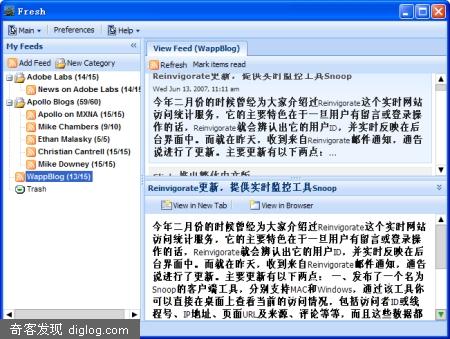 Fresh
Main Preferences Help
My Feeds
Add Feed New Category
Adobe Labs (14/15)
News on Adobe Labs (14/15)
Apollo Blogs (59/60)
Apollo on MXNA (15/15)
Mike Chambers (9/10)
Ethan Malasky (5/5)
Christian Cantrell (15/15)
Mike Downey (15/15)
WappBlog (13/15)
Trash
View Feed (WappBlog)
Refresh Mark items read
Reinvigorate更新，提供实时监控工具Snoop
Wed Jun 13, 2007, 11:11 am
今年二月份的时候曾经为大家介绍过Reinvigorate这个实时网站
访问统计服务，它的主要特色在于一旦用户有留言或登录操
作的话，Reinvigorate就会辨认出它的用户ID，并实时反映在后
台界面中。而就在昨天，收到来自Reinvigorate邮件通知，通告
说进行了更新。主要更新有以下两点：...
Reinvigorate更新，提供实时监控工具Snoop
View in New Tab View in Browser
今年二月份的时候曾经为大家介绍过Reinvigorate这个实时网站
访问统计服务，它的主要特色在于一旦用户有留言或登录操
作的话，Reinvigorate就会辨认出它的用户ID，并实时反映在后
台界面中。而就在昨天，收到来自Reinvigorate邮件通知，通告
说进行了更新。主要更新有以下两点： 一、发布了一个名为
Snoop的客户端工具，分别支持MAC和Windows，通过该工具你
可以直接在桌面上查看当前的访问情况，包括访问者ID或线
程号、IP地址、页面URL及来源、评论等等，而且这些数据都
奇客发现 diglog.com